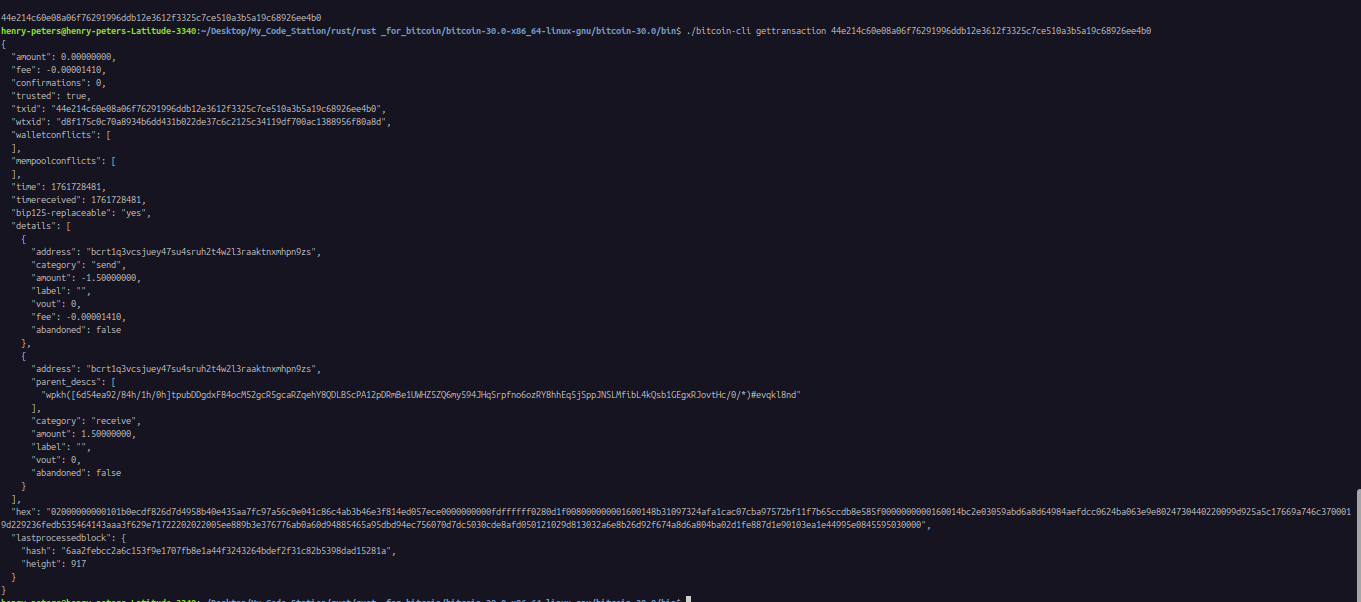 44e214c60e08a06f76291996ddb12e3612f3325c7ce510a3b5a19c68926ee4b0
henry-peters@henry-peters-Latitude-3340:~/Desktop/My_Code_Station/rust/rust _for_bitcoin/bitcoin-30.0-x86_64-linux-gnu/bitcoin-30.0/bin$ ./bitcoin-cli gettransaction 44e214c60e08a06f76291996ddb12e3612f3325c7ce510a3b5a19c68926ee4b0
{
  "amount": 0.00000000,
  "fee": -0.00001410,
  "confirmations": 0,
  "trusted": true,
  "txid": "44e214c60e08a06f76291996ddb12e3612f3325c7ce510a3b5a19c68926ee4b0",
  "wtxid": "d8f175c0c70a8934b6dd431b022de37c6c2125c34119df700ac1388956f80a8d",
  "walletconflicts": [
  ],
  "mempoolconflicts": [
  ],
  "time": 1761728481,
  "timereceived": 1761728481,
  "bip125-replaceable": "yes",
  "details": [
    {
      "address": "bcrt1q3vcsjuey47su4sruh2t4w2l3raaktnxmhpn9zs",
      "category": "send",
      "amount": -1.50000000,
      "label": "",
      "vout": 0,
      "fee": -0.00001410,
      "abandoned": false
    },
    {
      "address": "bcrt1q3vcsjuey47su4sruh2t4w2l3raaktnxmhpn9zs",
      "parent_descs": [
        "wpkh([6d54ea92/84h/1h/0h]tpubDDgdxF84ocM52gcR5gcaRZqehY8QDLBScPA12pDRmBe1UWHZ5ZQ6myS94JHqSrpfno6ozRY8hhEq5jSppJNSLMfibL4kQsb1GEgxRJovtHc/0/*)#evqkl8nd"
      ],
      "category": "receive",
      "amount": 1.50000000,
      "label": "",
      "vout": 0,
      "abandoned": false
    }
  ],
  "hex":
  "lastprocessedblock": {
    "hash": "6aa2febcc2a6c153f9e1707fb8e1a44f3243264bdef2f31c82b5398dad15281a",
    "height": 917
  }
}